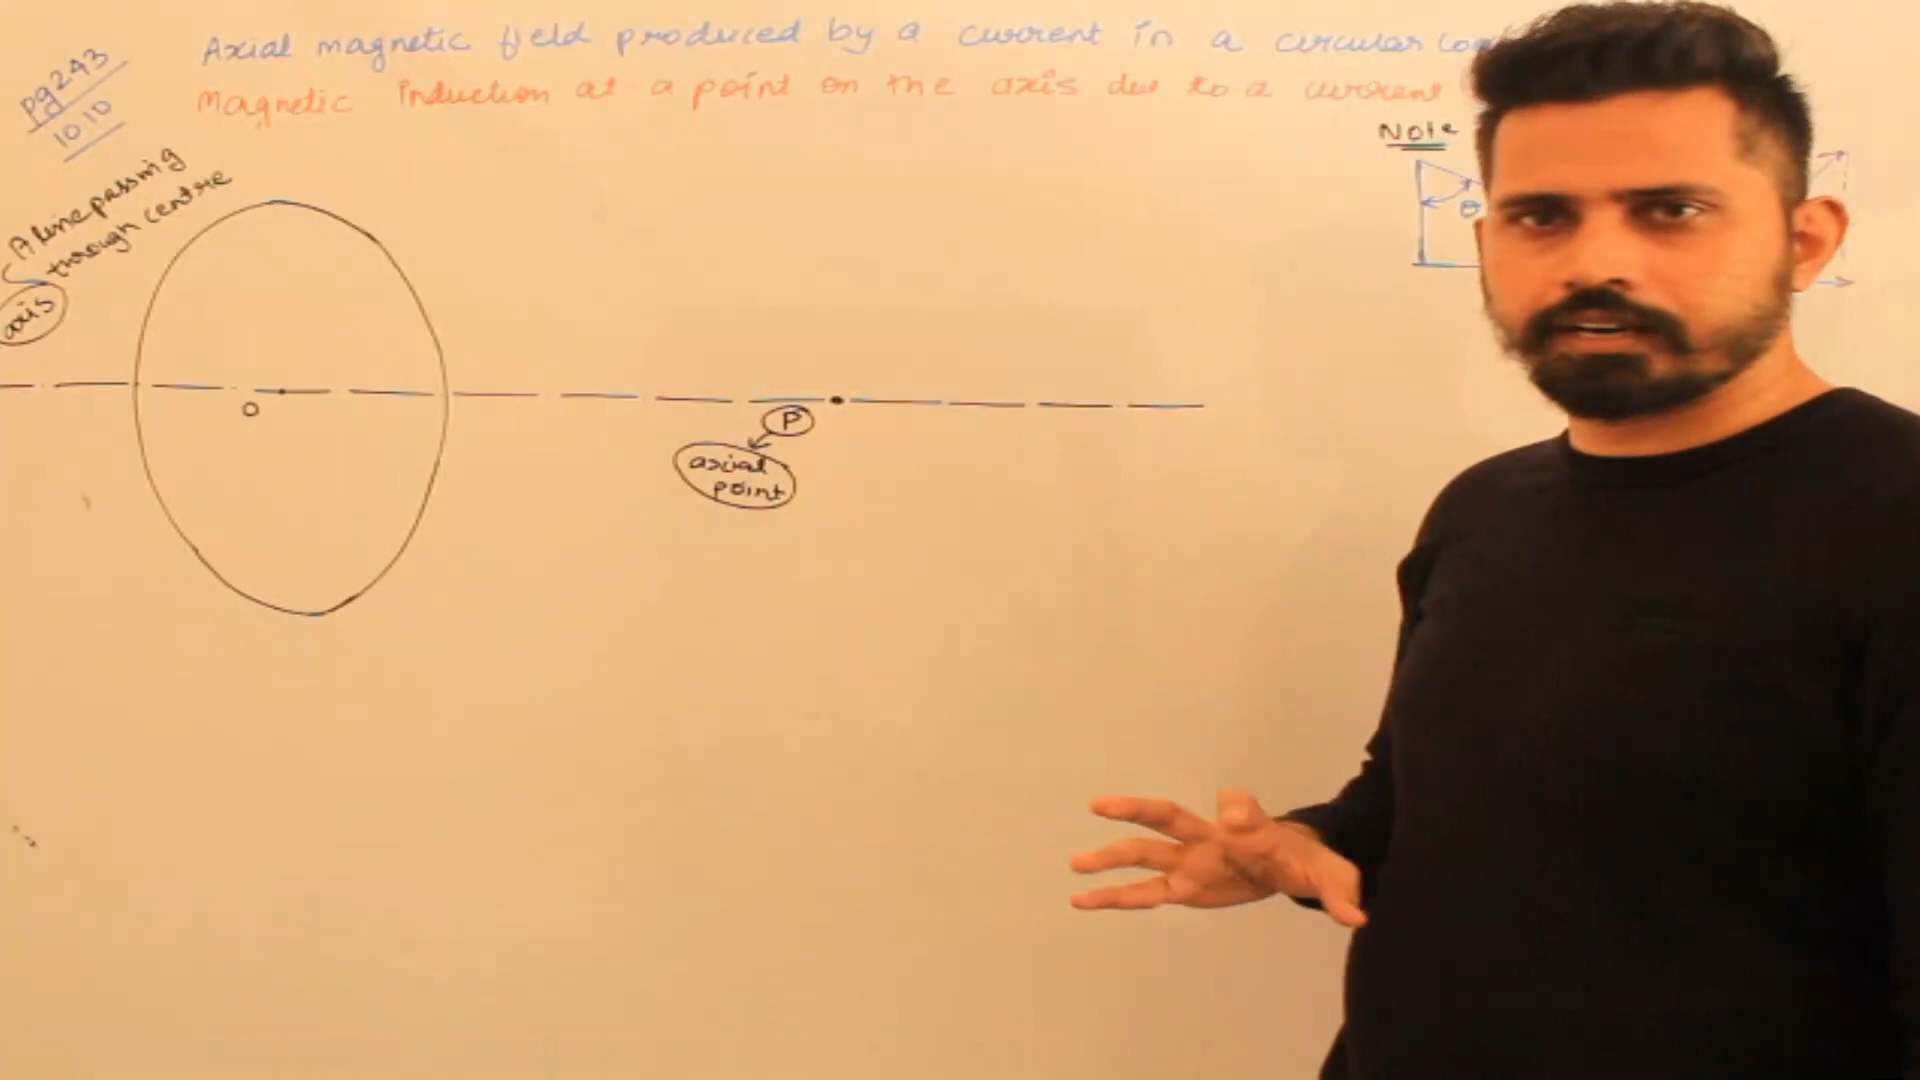 Axial magnetic field produced by a current in a circular
Magnetic induction at a point on the axis due to a current
pg 243
10.10
Note
θ
A line passing
through centre
axis
O
P
axial
point